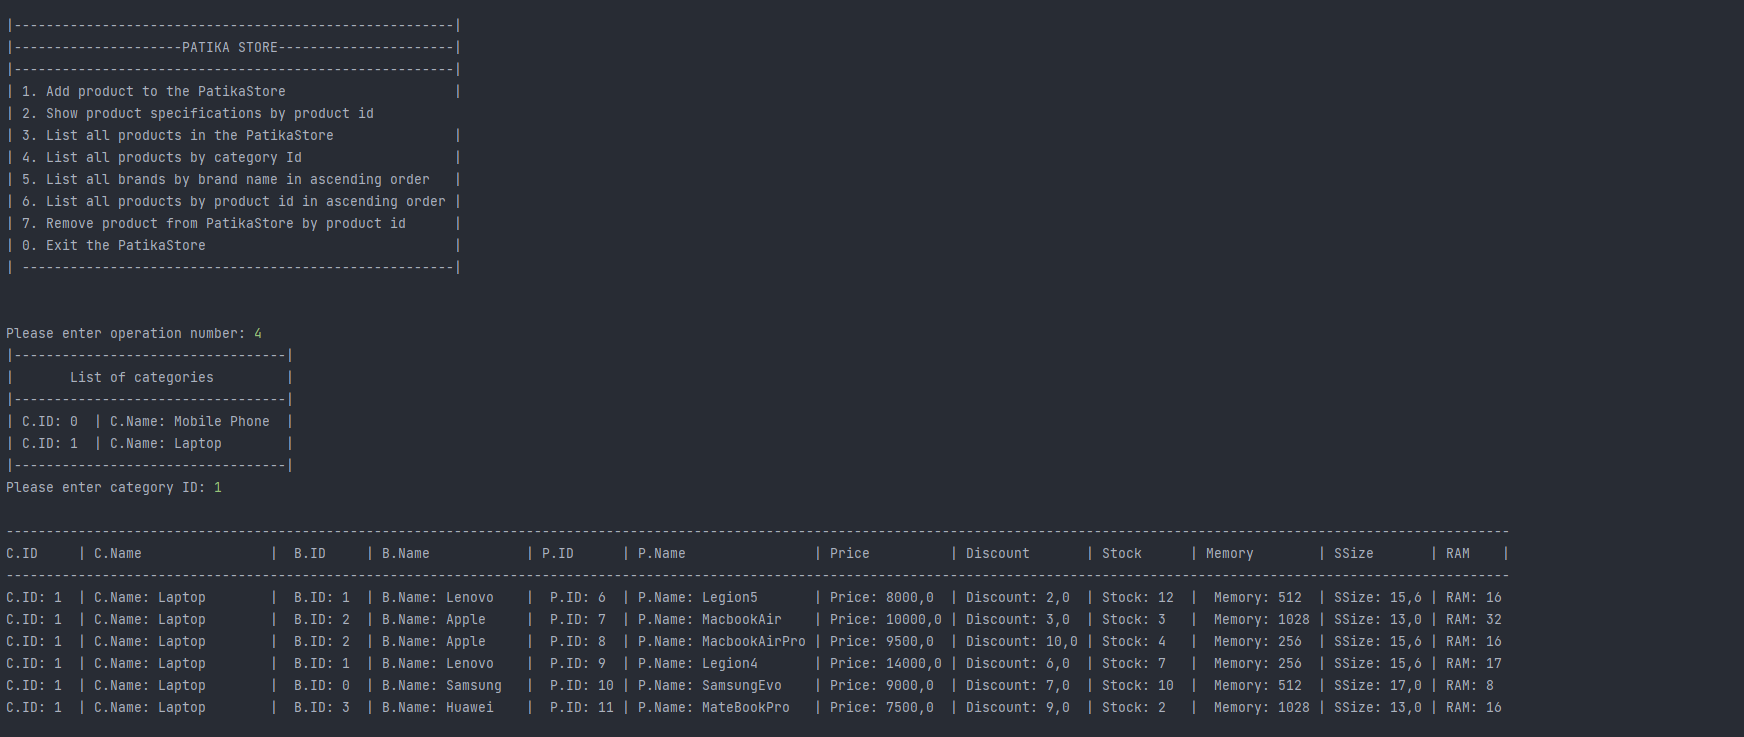 |-------------------------------------------------------|
|---------------------PATIKA STORE----------------------|
|-------------------------------------------------------|
| 1. Add product to the PatikaStore                     |
| 2. Show product specifications by product id
| 3. List all products in the PatikaStore               |
| 4. List all products by category Id                   |
| 5. List all brands by brand name in ascending order   |
| 6. List all products by product id in ascending order |
| 7. Remove product from PatikaStore by product id      |
| 0. Exit the PatikaStore                               |
| ------------------------------------------------------|
Please enter operation number: 4
|----------------------------------|
|       List of categories         |
|----------------------------------|
| C.ID: 0  | C.Name: Mobile Phone  |
| C.ID: 1  | C.Name: Laptop        |
|----------------------------------|
Please enter category ID: 1
--------------------------------------------------------------------------------------------------------------------------------------------------------------------------------------------
C.ID     | C.Name                |  B.ID     | B.Name            | P.ID      | P.Name                | Price          | Discount       | Stock      | Memory        | SSize       | RAM    |
--------------------------------------------------------------------------------------------------------------------------------------------------------------------------------------------
C.ID: 1  | C.Name: Laptop        |  B.ID: 1  | B.Name: Lenovo    |  P.ID: 6  | P.Name: Legion5       | Price: 8000,0  | Discount: 2,0  | Stock: 12  |  Memory: 512  | SSize: 15,6 | RAM: 16
C.ID: 1  | C.Name: Laptop        |  B.ID: 2  | B.Name: Apple     |  P.ID: 7  | P.Name: MacbookAir    | Price: 10000,0 | Discount: 3,0  | Stock: 3   |  Memory: 1028 | SSize: 13,0 | RAM: 32
C.ID: 1  | C.Name: Laptop        |  B.ID: 2  | B.Name: Apple     |  P.ID: 8  | P.Name: MacbookAirPro | Price: 9500,0  | Discount: 10,0 | Stock: 4   |  Memory: 256  | SSize: 15,6 | RAM: 16
C.ID: 1  | C.Name: Laptop        |  B.ID: 1  | B.Name: Lenovo    |  P.ID: 9  | P.Name: Legion4       | Price: 14000,0 | Discount: 6,0  | Stock: 7   |  Memory: 256  | SSize: 15,6 | RAM: 17
C.ID: 1  | C.Name: Laptop        |  B.ID: 0  | B.Name: Samsung   |  P.ID: 10 | P.Name: SamsungEvo    | Price: 9000,0  | Discount: 7,0  | Stock: 10  |  Memory: 512  | SSize: 17,0 | RAM: 8
C.ID: 1  | C.Name: Laptop        |  B.ID: 3  | B.Name: Huawei    |  P.ID: 11 | P.Name: MateBookPro   | Price: 7500,0  | Discount: 9,0  | Stock: 2   |  Memory: 1028 | SSize: 13,0 | RAM: 16